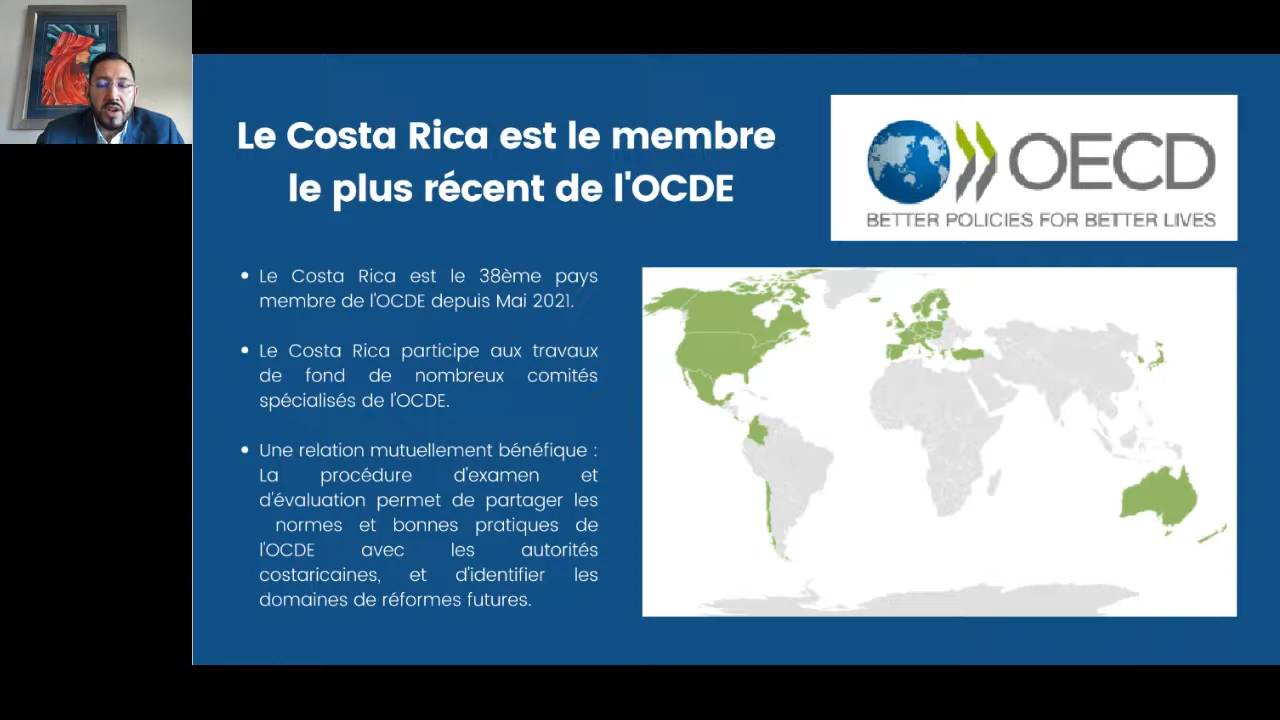 Le Costa Rica est le membre
le plus récent de l'OCDE
OECD
BETTER POLICIES FOR BETTER LIVES
• Le Costa Rica est le 38ème pays
membre de l'OCDE depuis Mai 2021.
• Le Costa Rica participe aux travaux
de fond de nombreux comités
spécialisés de l'OCDE.
• Une relation mutuellement bénéfique :
La procédure d'examen et
d'évaluation permet de partager les
normes et bonnes pratiques de
l'OCDE avec les autorités
costaricaines, et d'identifier les
domaines de réformes futures.